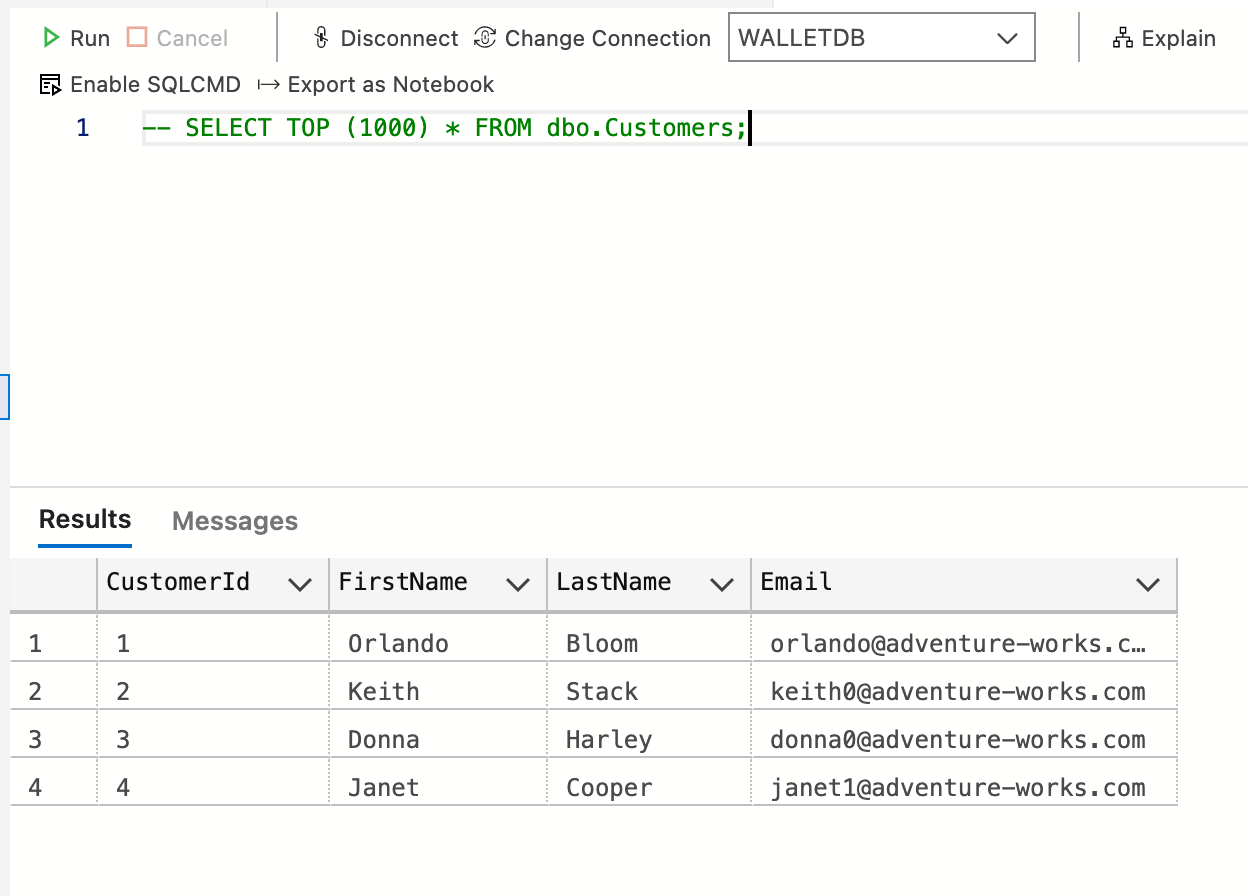 Run Cancel Disconnect Change Connection WALLETDB Explain
Enable SQLCMD Export as Notebook
1 -- SELECT TOP (1000) * FROM dbo.Customers;
Results Messages
CustomerId FirstName LastName Email
1 1 Orlando Bloom orlando@adventure-works.c…
2 2 Keith Stack keith0@adventure-works.com
3 3 Donna Harley donna0@adventure-works.com
4 4 Janet Cooper janet1@adventure-works.com